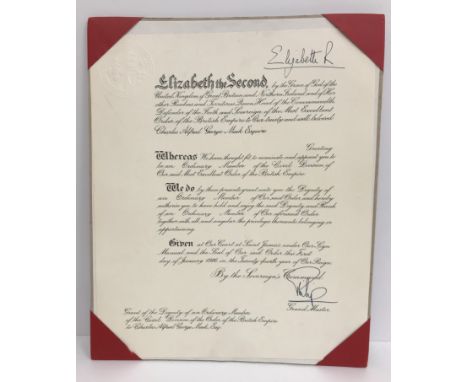 Elizabeth R
Elizabeth the Second, by the Grace of God of the
United Kingdom of Great Britain and Northern Ireland and of Her
other Realms and Territories Queen, Head of the Commonwealth,
Defender of the Faith and Sovereign of the Most Excellent
Order of the British Empire to Our trusty and well beloved
Charles Alfred George Mark Esquire
Greeting
Whereas We have thought fit to nominate and appoint you to
be an Ordinary Member of the Civil Division of
Our said Most Excellent Order of the British Empire
We do by these presents grant unto you the Dignity of
an Ordinary Member of Our said Order and hereby
authorise you to have hold and enjoy the said Dignity and Rank
of an Ordinary Member of Our aforesaid Order
together with all and singular the privileges thereunto belonging or
appertaining.
Given at Our Court at Saint James's under Our Sign
Manual and the Seal of Our said Order this First
day of January in the Twenty fourth year of Our Reign.
By the Sovereign's Command.
Philip
Grand Master
Grant of the Dignity of an Ordinary Member
of the Civil Division of the Order of the British Empire
to Charles Alfred George Mark, Esq.